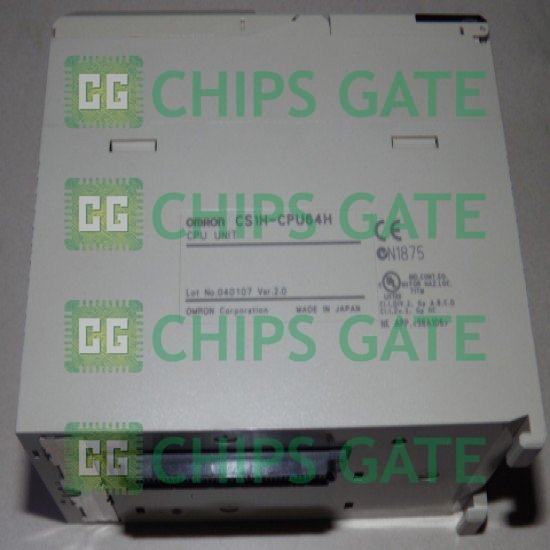 CG CHIPS GATE
CG CHIPS GATE
OMRON CS1H-CPU64H
CPU UNIT
CE
N1875
Lot No.040107 Ver.2.0
OMRON Corporation MADE IN JAPAN
LISTED
CG CHIPS GATE
CG CHIPS GATE